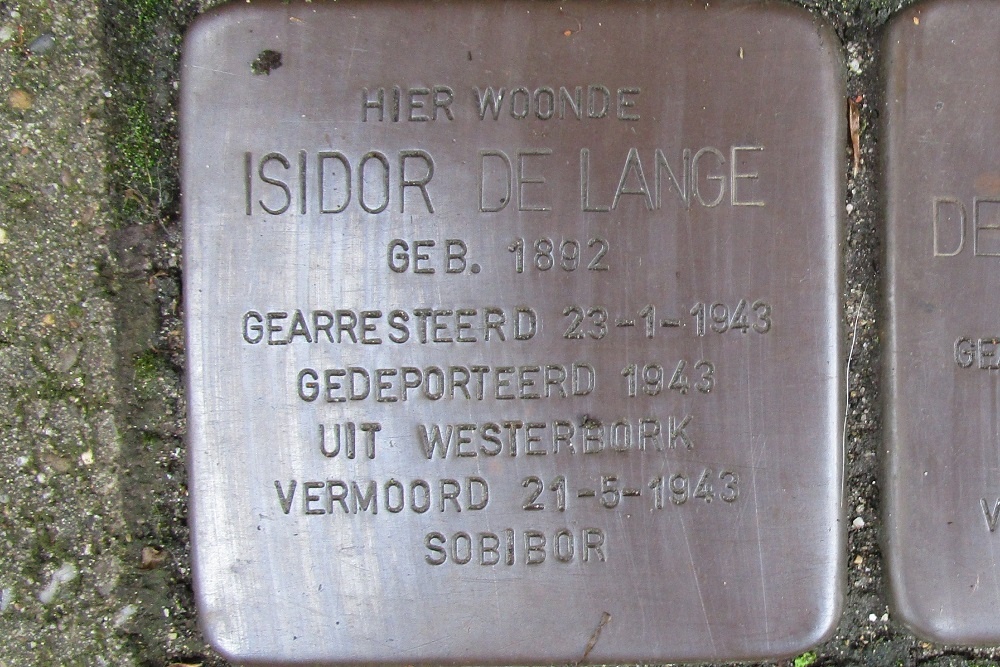 HIER WOONDE
ISIDOR DE LANGE
GEB. 1892
GEARRESTEERD 23-1-1943
GEDEPORTEERD 1943
UIT WESTERBORK
VERMOORD 21-5-1943
SOBIBOR